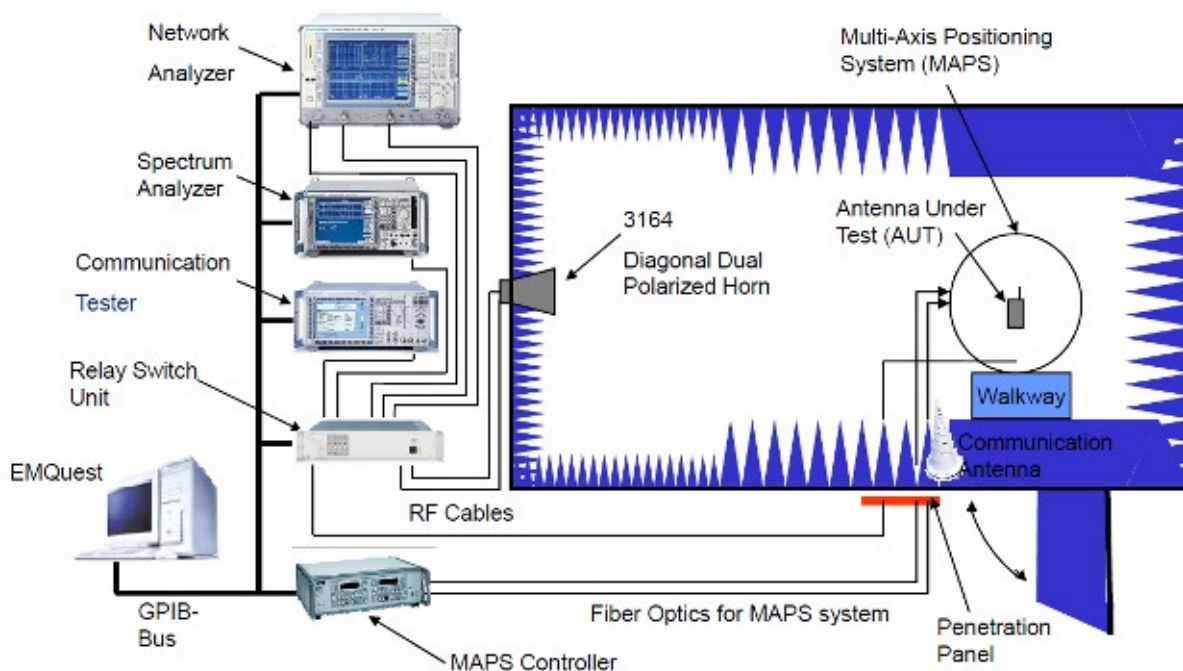 Network
Analyzer
Multi-Axis Positioning
System (MAPS)
Spectrum
Analyzer
3164
Diagonal Dual
Polarized Horn
Antenna Under
Test (AUT)
Communication
Tester
Relay Switch
Unit
Walkway
Communication
Antenna
EMQuest
RF Cables
GPIB-
Bus
Fiber Optics for MAPS system
Penetration
Panel
MAPS Controller